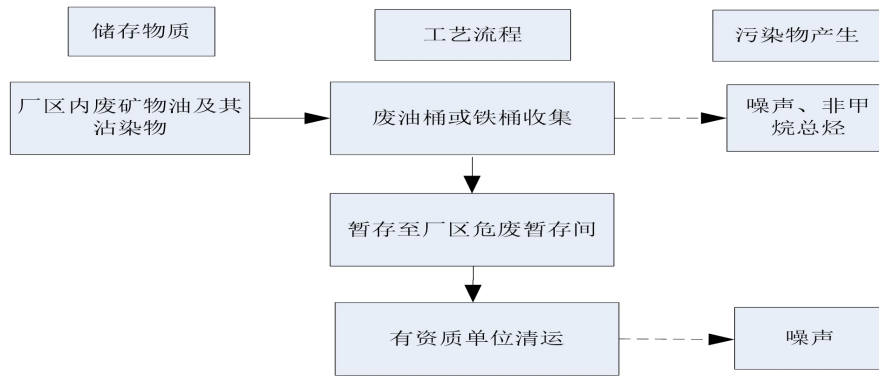 储存物质
工艺流程
污染物产生
厂区内废矿物油及其
沾染物
废油桶或铁桶收集
噪声、非甲
烷总烃
暂存至厂区危废暂存间
有资质单位清运
噪声